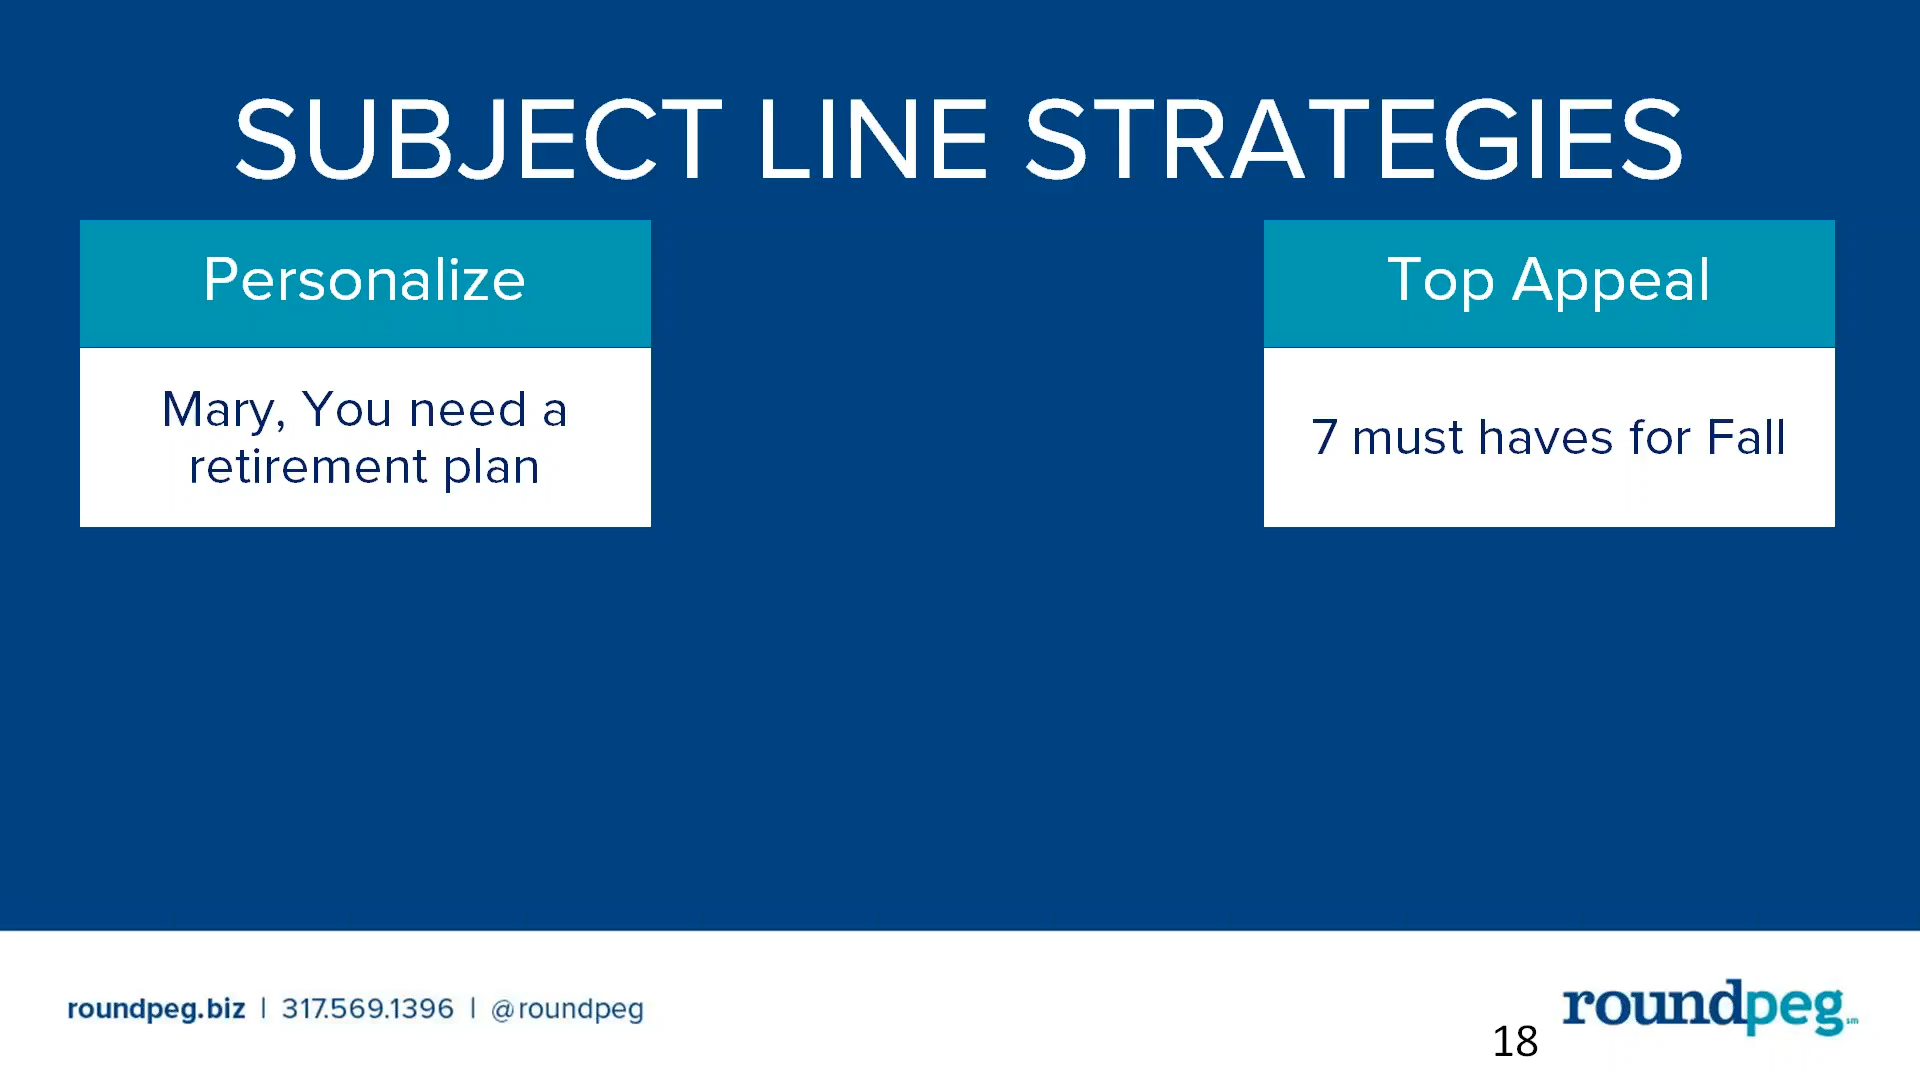 SUBJECT LINE STRATEGIES
Personalize
Mary, You need a
retirement plan
Top Appeal
7 must haves for Fall
roundpeg.biz | 317.569.1396 | @roundpeg
18
roundpeg sm